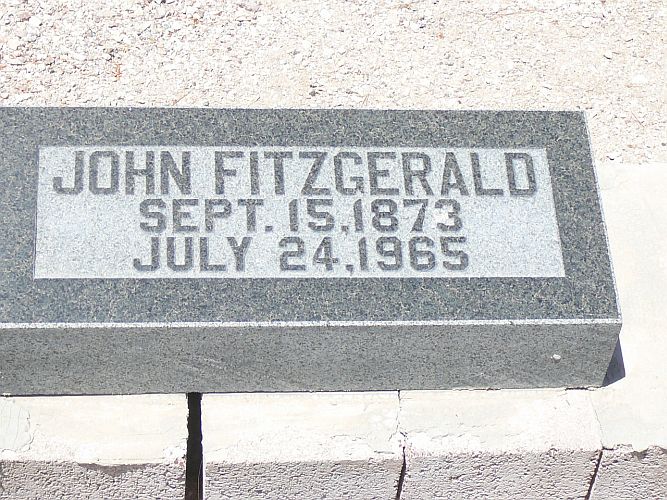 JOHN FITZGERALD
SEPT. 15,1873
JULY 24,1965